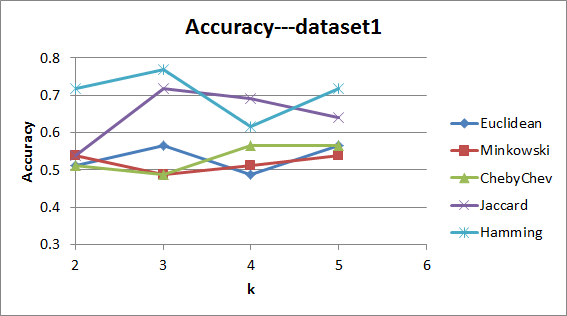 Accuracy---dataset1
Accuracy
0.8
0.7
0.6
0.5
0.4
0.3
2 3 4 5 6
k
Euclidean
Minkowski
ChebyChev
Jaccard
Hamming